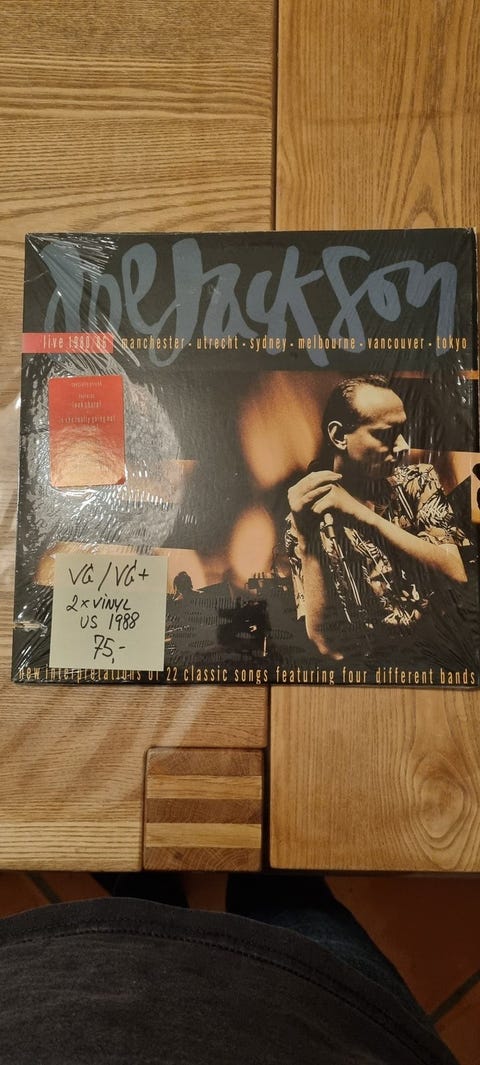 Joe Jackson
live 1980/86 manchester • utrecht • sydney • melbourne • vancouver • tokyo
VG / VG+
2 x VINYL
US 1988
75,-
new interpretations of 22 classic songs featuring four different bands